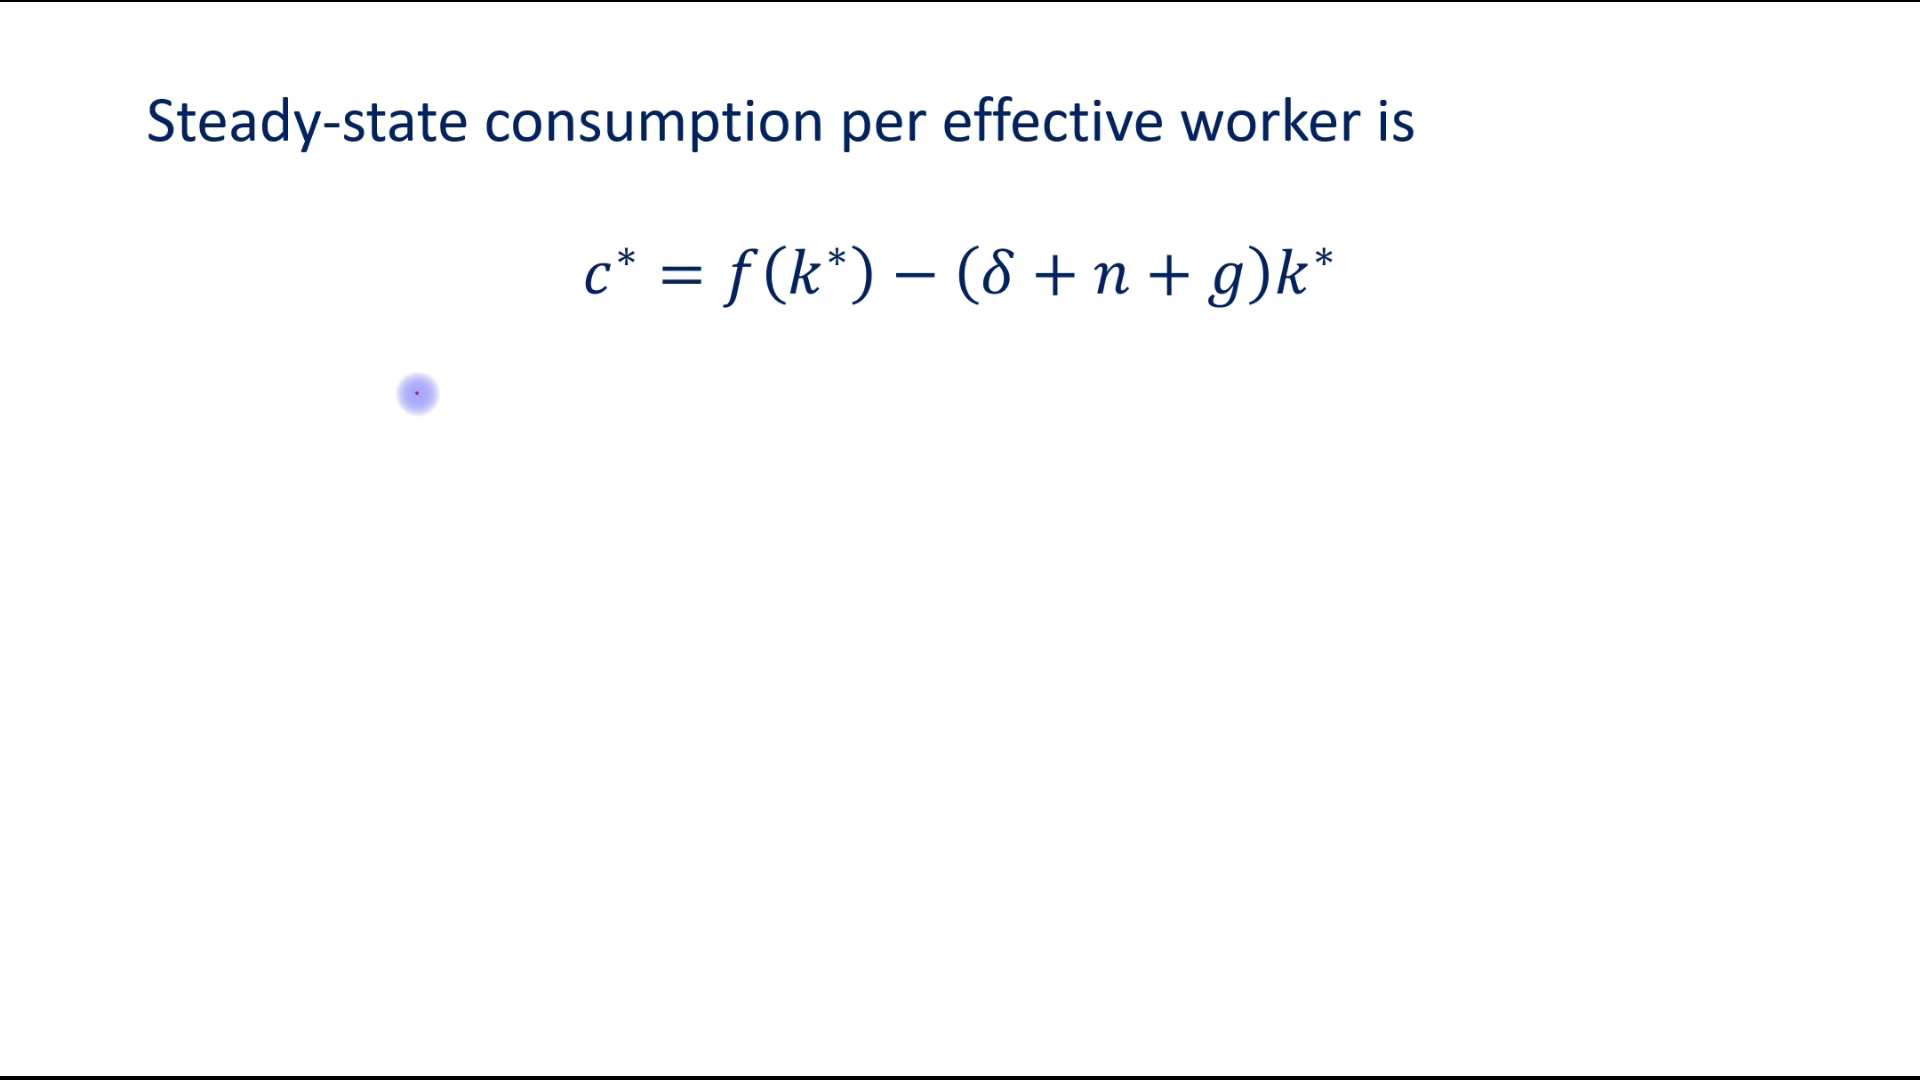 Steady-state consumption per effective worker is
c* = f(k*) − (δ + n + g)k*